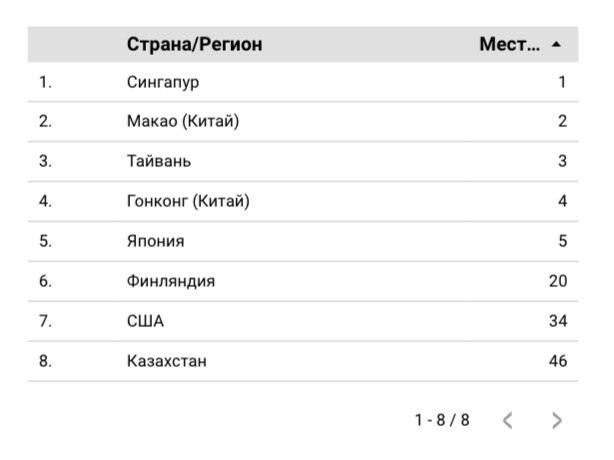 Страна/Регион Мест...
1. Сингапур 1
2. Макао (Китай) 2
3. Тайвань 3
4. Гонконг (Китай) 4
5. Япония 5
6. Финляндия 20
7. США 34
8. Казахстан 46
1 - 8 / 8